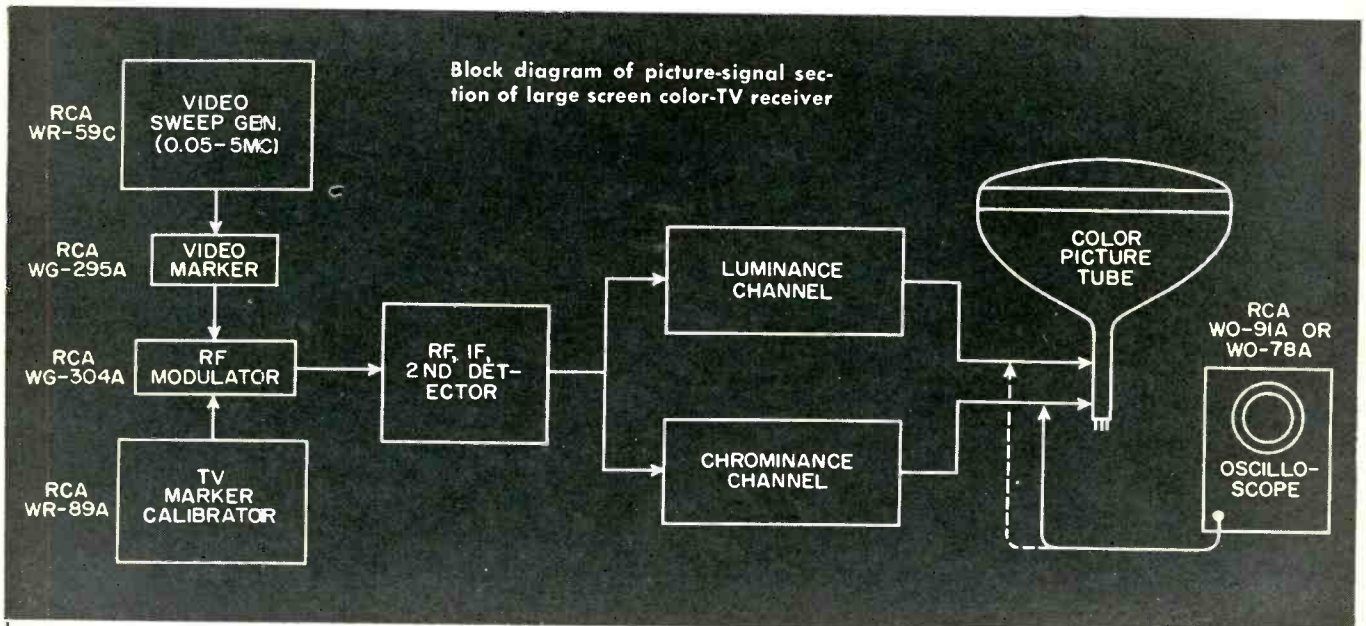 Block diagram of picture-signal sec-
tion of large screen color-TV receiver
RCA
WR-59C
VIDEO
SWEEP GEN.
(0.05-5MC)
RCA
WG-295A
VIDEO
MARKER
RCA
WG-304A
RF
MODULATOR
RCA
WR-89A
TV
MARKER
CALIBRATOR
RF, IF,
2ND DET-
ECTOR
LUMINANCE
CHANNEL
CHROMINANCE
CHANNEL
COLOR
PICTURE
TUBE
RCA
WO-91A OR
WO-78A
OSCILLO-
SCOPE